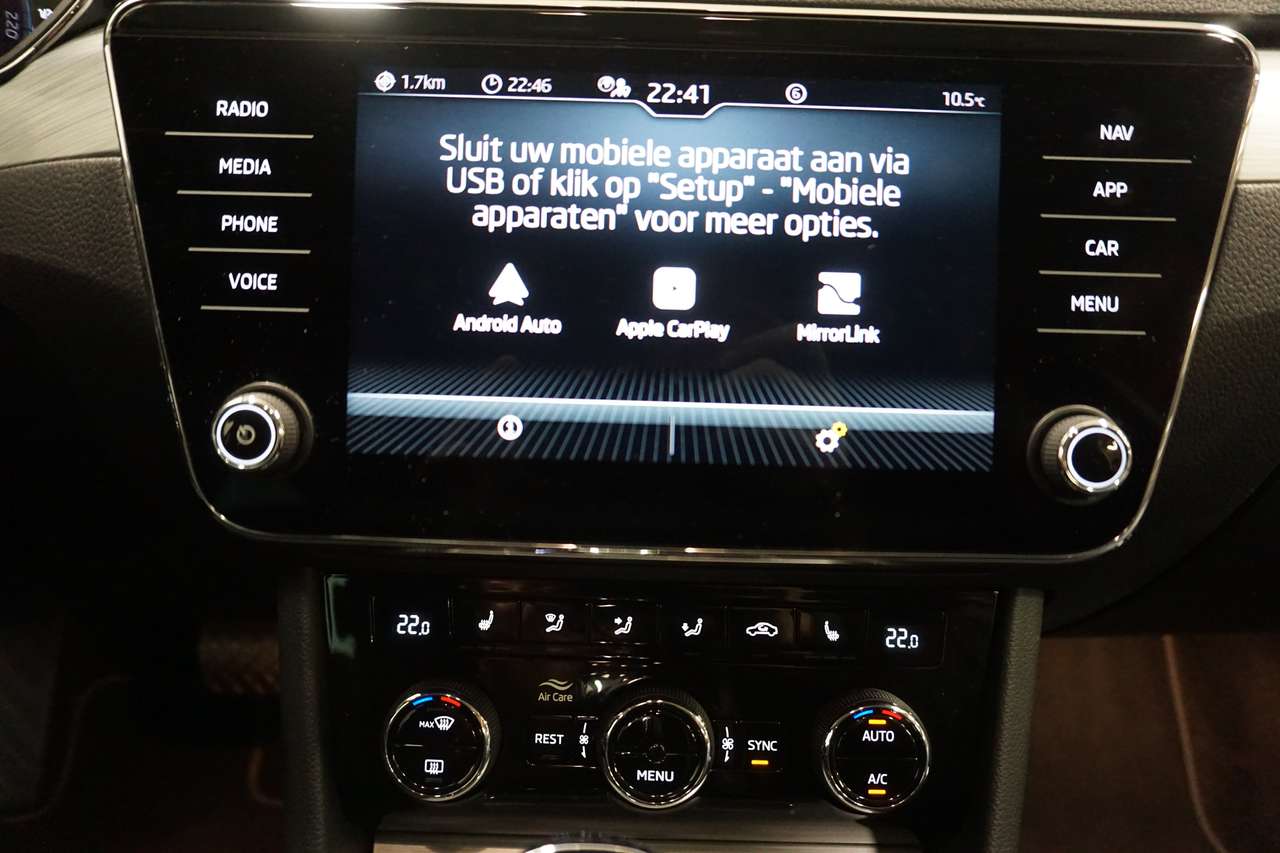 220
1.7km 22:46 22:41 6 10.5°C
RADIO
MEDIA
PHONE
VOICE
Sluit uw mobiele apparaat aan via
USB of klik op "Setup" - "Mobiele
apparaten" voor meer opties.
Android Auto Apple CarPlay MirrorLink
NAV
APP
CAR
MENU
22.0 22.0
Air Care
MAX
REST MENU SYNC
AUTO
A/C